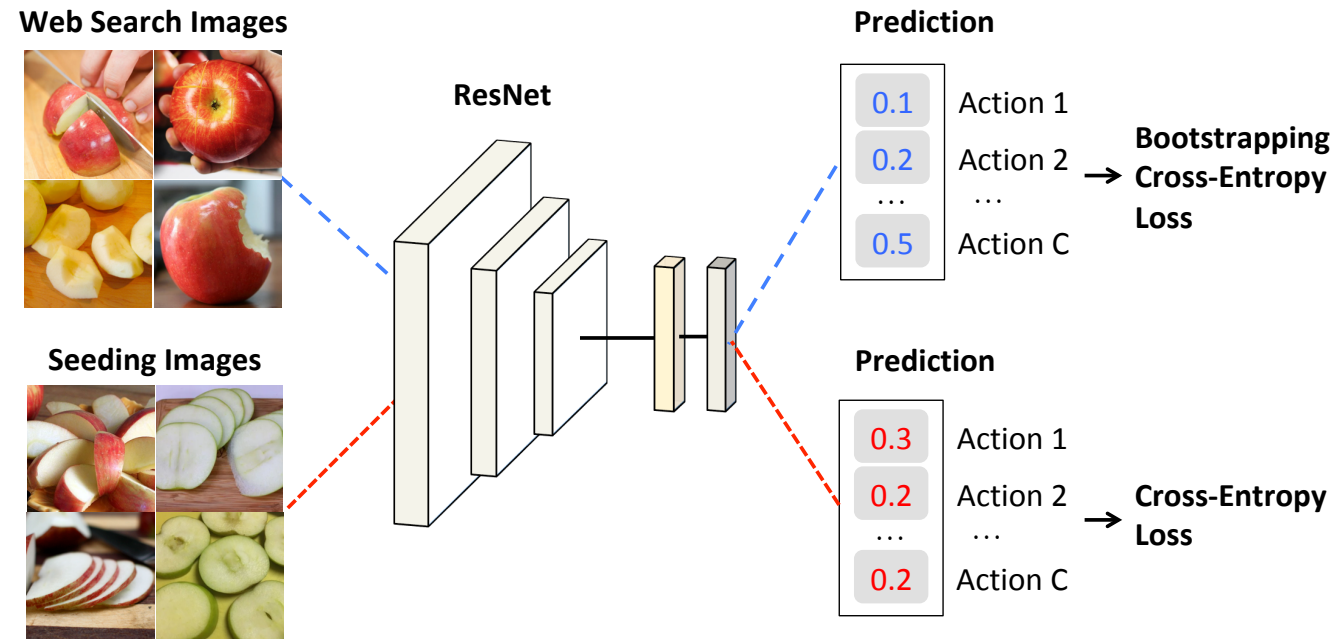 Web Search Images
ResNet
Prediction
0.1 Action 1
0.2 Action 2
... ...
0.5 Action C
Bootstrapping
Cross-Entropy
Loss
Seeding Images
Prediction
0.3 Action 1
0.2 Action 2
... ...
0.2 Action C
Cross-Entropy
Loss